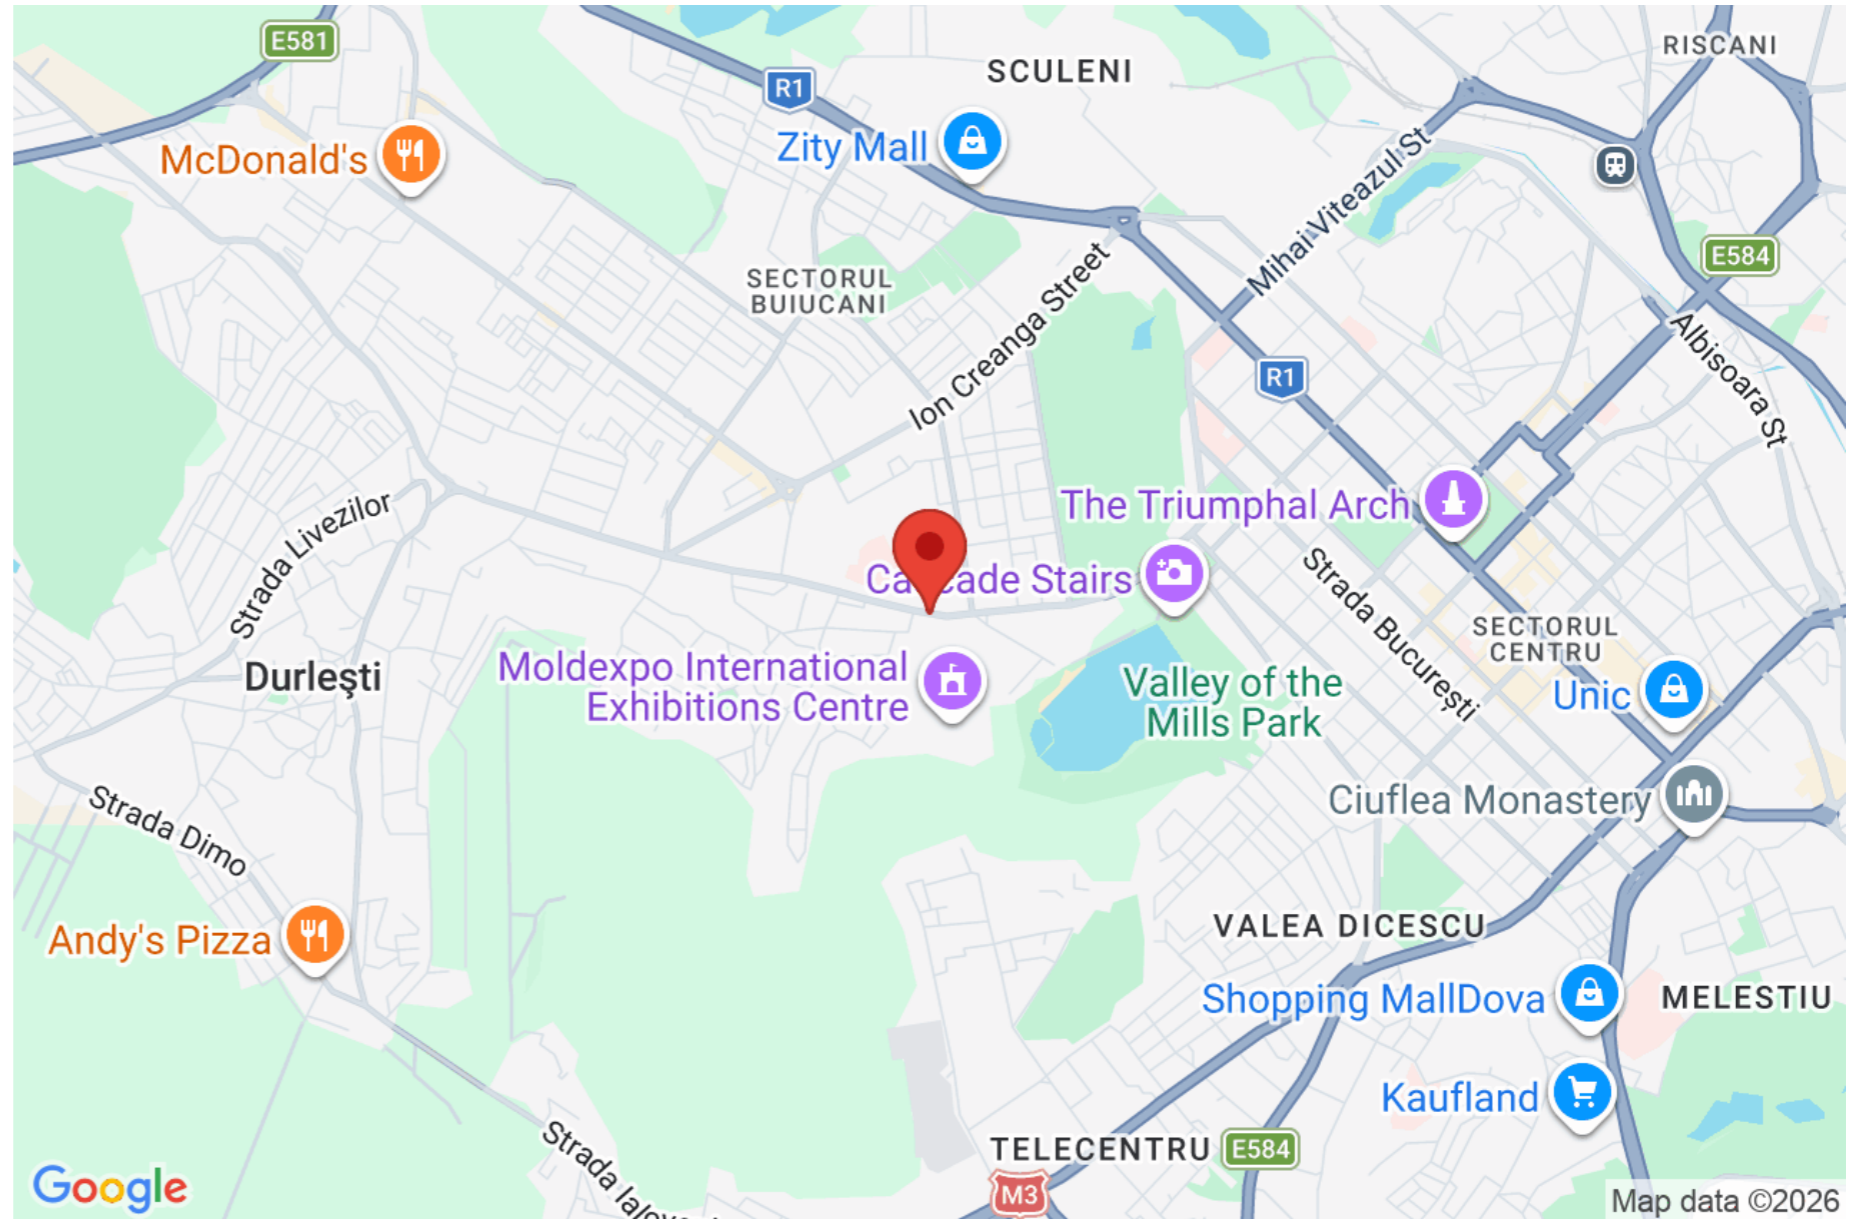 E581
R1
SCULENI
RISCANI
McDonald's
Zity Mall
Mihai Viteazul St
E584
SECTORUL
BUIUCANI
Ion Creanga Street
Albisoara St
R1
Strada Livezilor
The Triumphal Arch
Cascade Stairs
Strada București
Durleşti
Moldexpo International
Exhibitions Centre
Valley of the
Mills Park
SECTORUL
CENTRU
Unic
Strada Dimo
Ciuflea Monastery
Andy's Pizza
VALEA DICESCU
Shopping MallDova
MELESTIU
Kaufland
Strada
TELECENTRU
E584
M3
Google
Map data ©2026